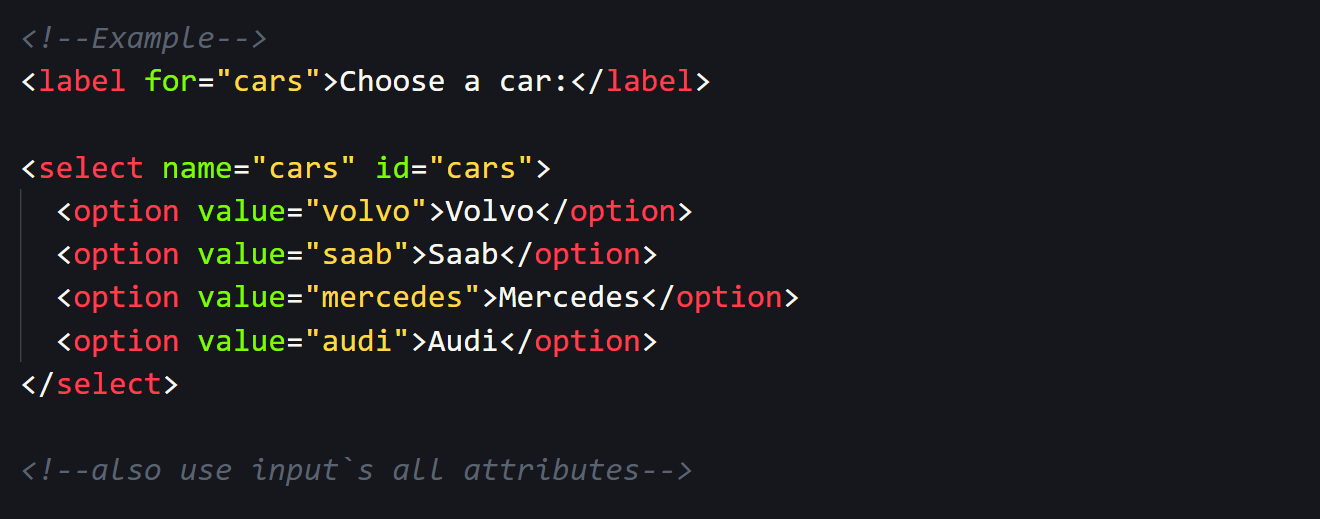 <!--Example-->
<label for="cars">Choose a car:</label>
<select name="cars" id="cars">
<option value="volvo">Volvo</option>
<option value="saab">Saab</option>
<option value="mercedes">Mercedes</option>
<option value="audi">Audi</option>
</select>
<!--also use input`s all attributes-->